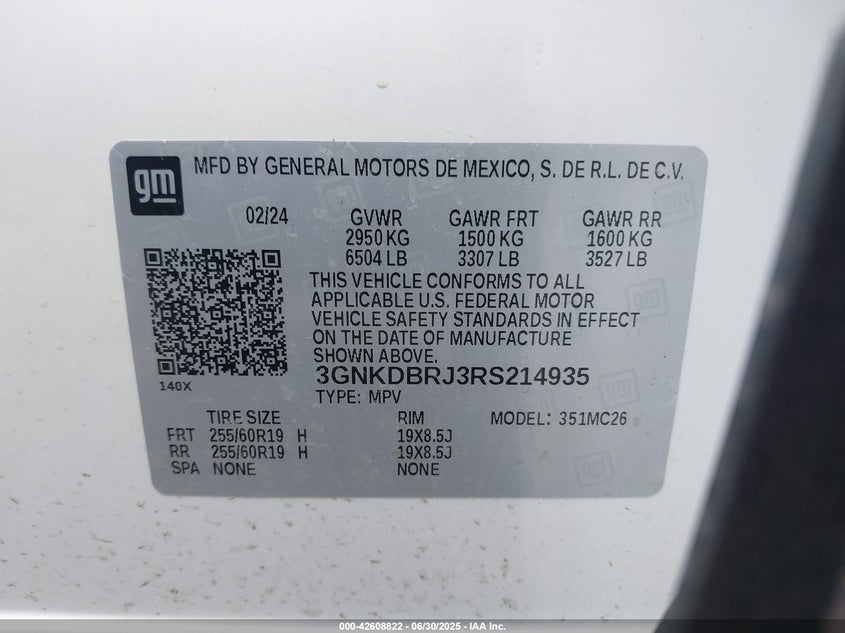 gm
MFD BY GENERAL MOTORS DE MEXICO, S. DE R.L. DE C.V.
02/24 GVWR GAWR FRT GAWR RR
2950 KG 1500 KG 1600 KG
6504 LB 3307 LB 3527 LB
THIS VEHICLE CONFORMS TO ALL
APPLICABLE U.S. FEDERAL MOTOR
VEHICLE SAFETY STANDARDS IN EFFECT
ON THE DATE OF MANUFACTURE
SHOWN ABOVE.
3GNKDBRJ3RS214935
140X
TYPE: MPV
TIRE SIZE RIM MODEL: 351MC26
FRT 255/60R19 H 19X8.5J
RR 255/60R19 H 19X8.5J
SPA NONE NONE
000-42608822 - 06/30/2025 - IAA Inc.